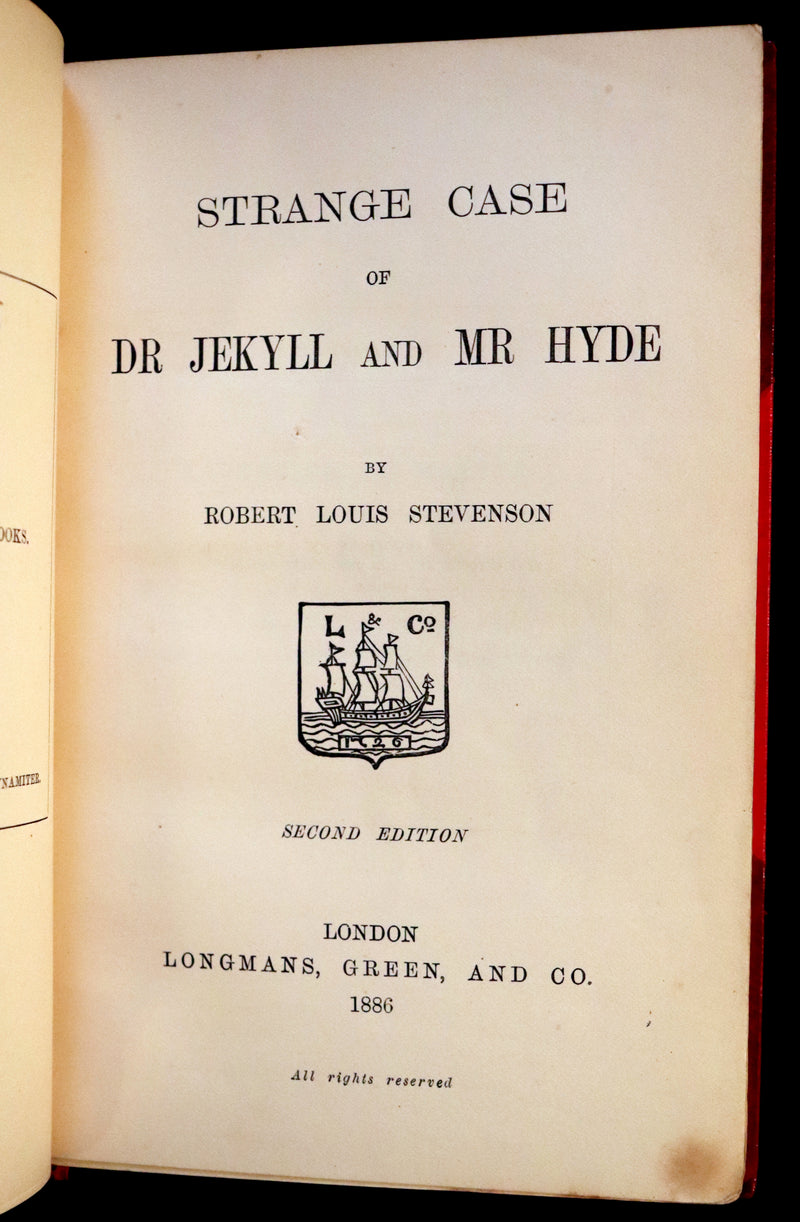 OOKS.
NAMITER.
STRANGE CASE
OF
DR JEKYLL AND MR HYDE
BY
ROBERT LOUIS STEVENSON
L & Co
1726
SECOND EDITION
LONDON
LONGMANS, GREEN, AND CO.
1886
All rights reserved